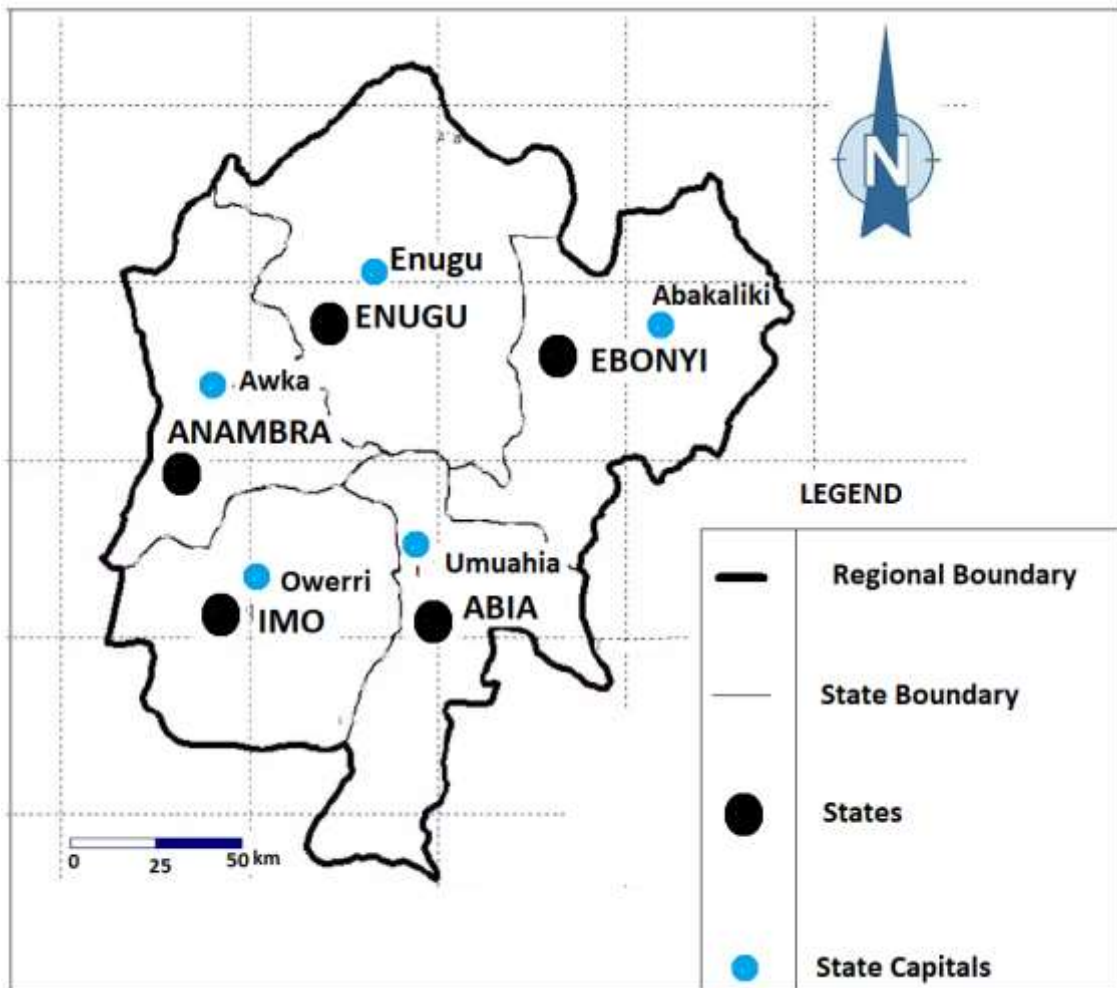 N
Enugu
ENUGU
Abakaliki
EBONYI
Awka
ANAMBRA
Umuahia
Owerri
ABIA
IMO
0 25 50 km
LEGEND
Regional Boundary
State Boundary
States
State Capitals